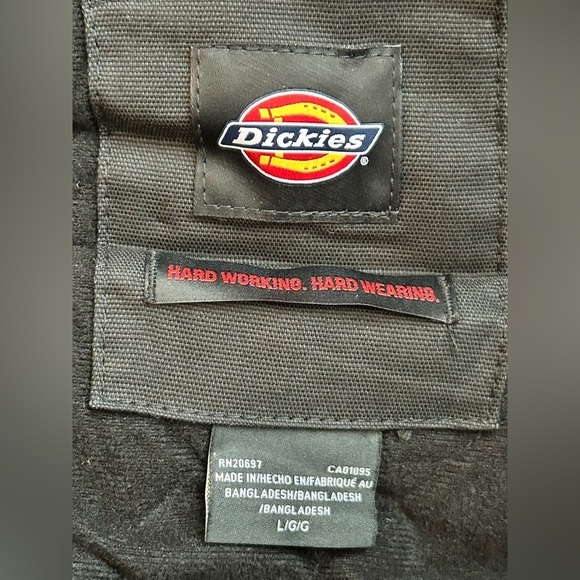 Dickies®
HARD WORKING. HARD WEARING.
RN20697 CA01095
MADE IN/HECHO EN/FABRIQUÉ AU
BANGLADESH/BANGLADESH
/BANGLADESH
L/G/G